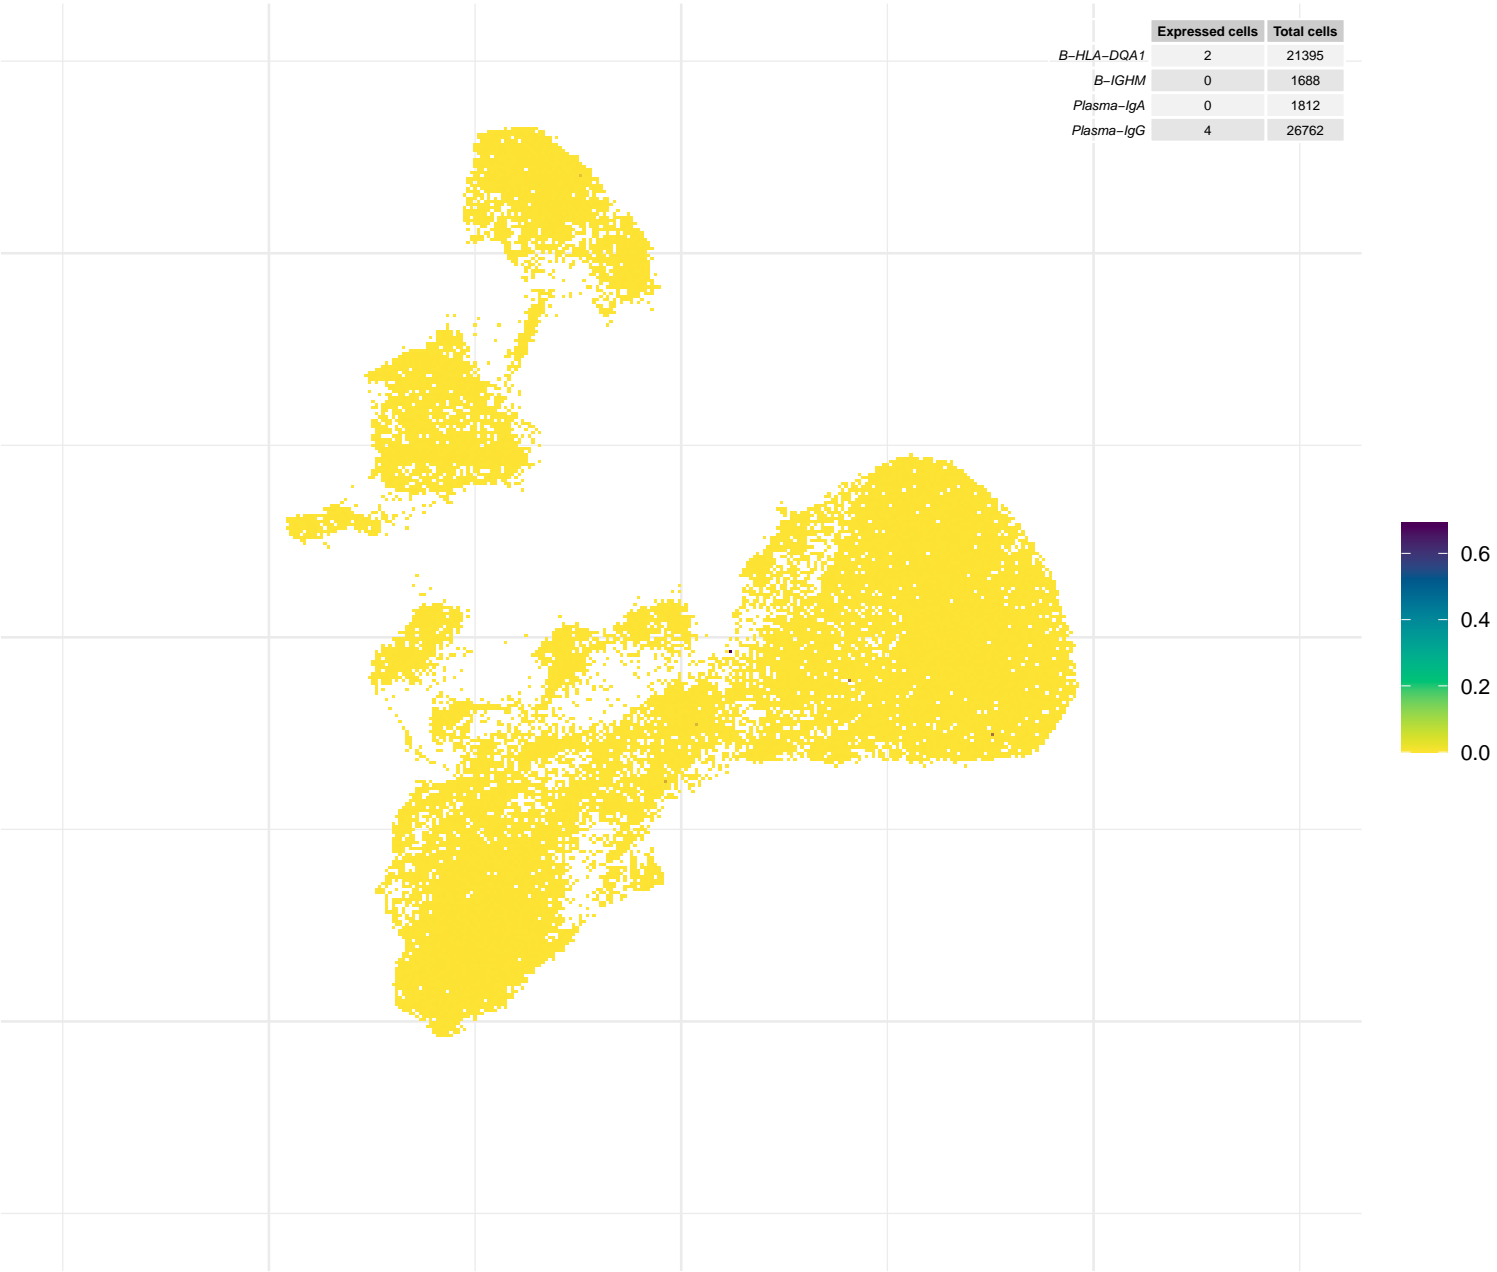 Expressed cells Total cells
B−HLA−DQA1 2 21395
B−IGHM 0 1688
Plasma−IgA 0 1812
Plasma−IgG 4 26762
0.6
0.4
0.2
0.0